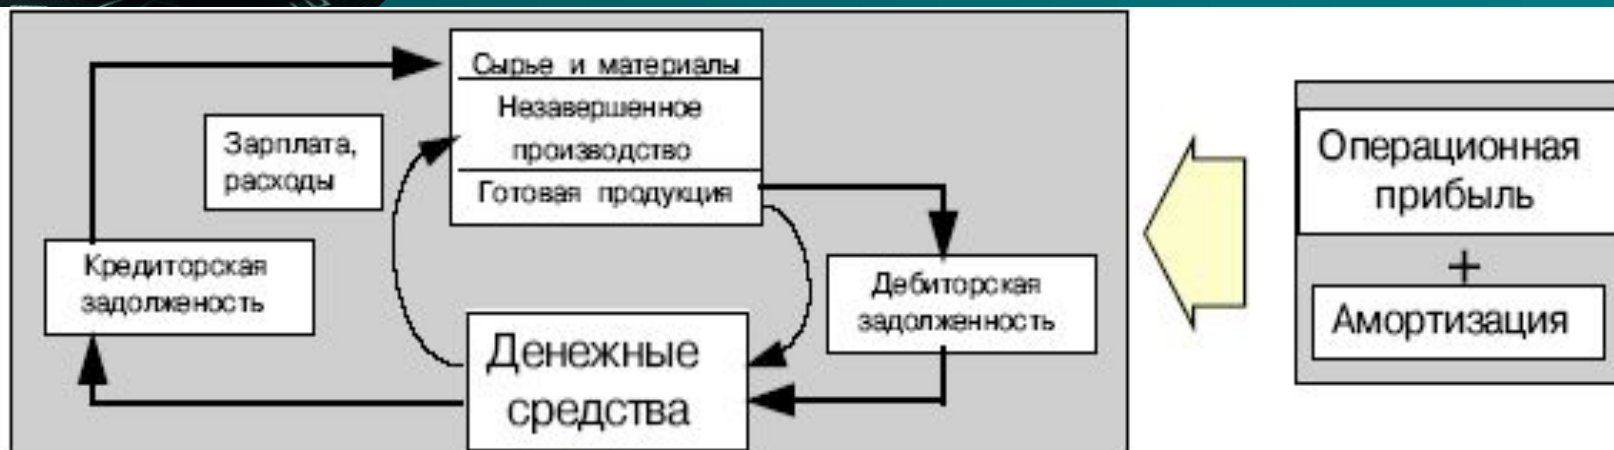 Сырье и материалы
Незавершенное
производство
Готовая продукция
Зарплата,
расходы
Кредиторская
задолженость
Денежные
средства
Дебиторская
задолженность
Операционная
прибыль
+
Амортизация